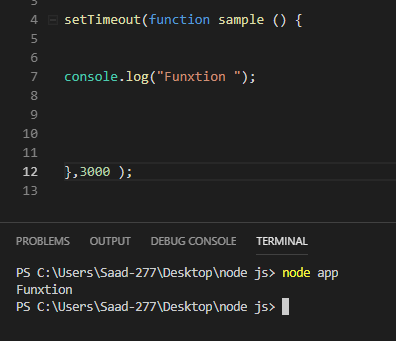 4 setTimeout(function sample () {
5
6
7 console.log("Funxtion ");
8
9
10
11
12 },3000 );
13
PROBLEMS OUTPUT DEBUG CONSOLE TERMINAL
PS C:\Users\Saad-277\Desktop\node js> node app
Funxtion
PS C:\Users\Saad-277\Desktop\node js>